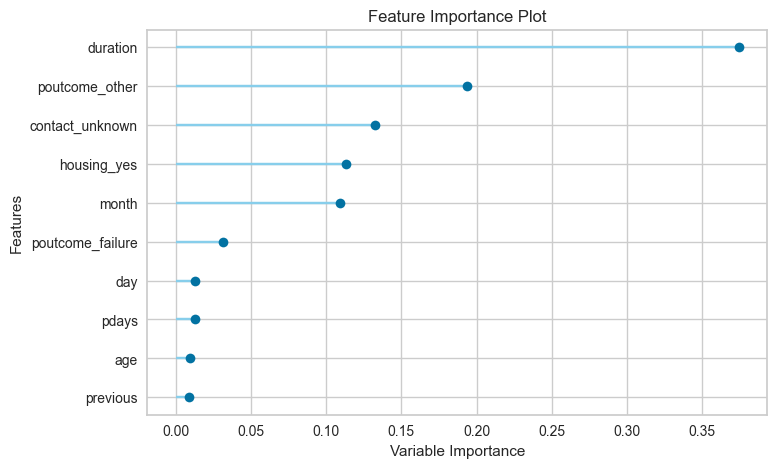 Feature Importance Plot
duration
poutcome_other
contact_unknown
housing_yes
month
poutcome_failure
day
pdays
age
previous
Features
0.00 0.05 0.10 0.15 0.20 0.25 0.30 0.35
Variable Importance